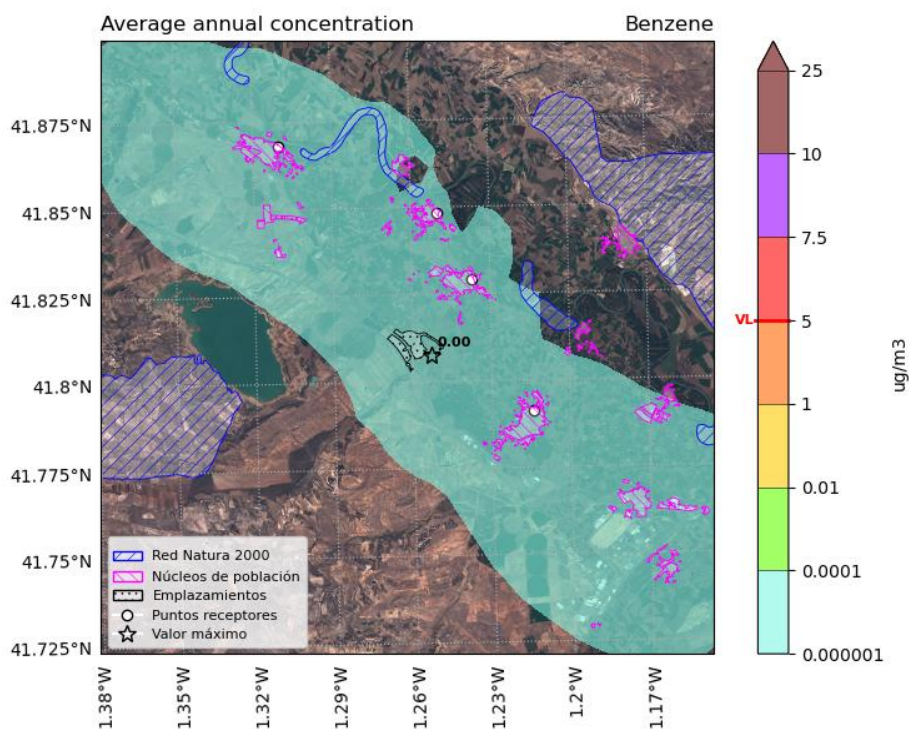 Average annual concentration
Benzene
41.875°N
41.85°N
41.825°N
41.8°N
41.775°N
41.75°N
41.725°N
0.00
Red Natura 2000
Núcleos de población
Emplazamientos
Puntos receptores
Valor máximo
1.38°W
1.35°W
1.32°W
1.29°W
1.26°W
1.23°W
1.2°W
1.17°W
25
10
7.5
VL
5
1
0.01
0.0001
0.000001
ug/m3